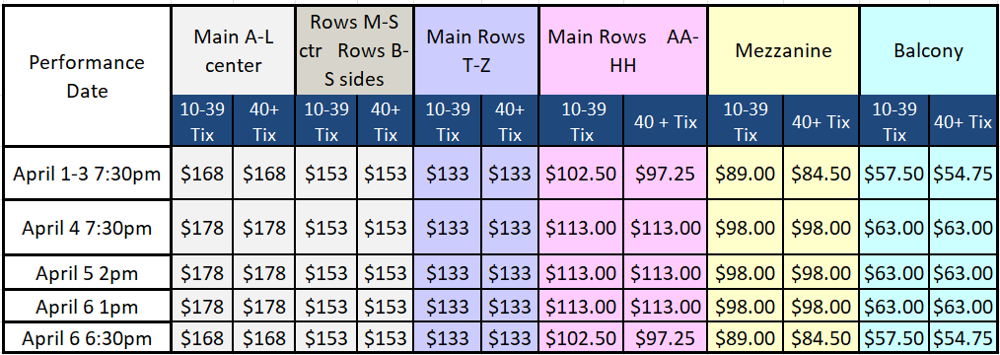 Performance Date Main A-L center Rows M-S ctr Rows B-S sides Main Rows T-Z Main Rows AA-HH Mezzanine Balcony
10-39 Tix 40+ Tix 10-39 Tix 40+ Tix 10-39 Tix 40+ Tix 10-39 Tix 40 + Tix 10-39 Tix 40+ Tix 10-39 Tix 40+ Tix
April 1-3 7:30pm $168 $168 $153 $153 $133 $133 $102.50 $97.25 $89.00 $84.50 $57.50 $54.75
April 4 7:30pm $178 $178 $153 $153 $133 $133 $113.00 $113.00 $98.00 $98.00 $63.00 $63.00
April 5 2pm $178 $178 $153 $153 $133 $133 $113.00 $113.00 $98.00 $98.00 $63.00 $63.00
April 6 1pm $178 $178 $153 $153 $133 $133 $113.00 $113.00 $98.00 $98.00 $63.00 $63.00
April 6 6:30pm $168 $168 $153 $153 $133 $133 $102.50 $97.25 $89.00 $84.50 $57.50 $54.75